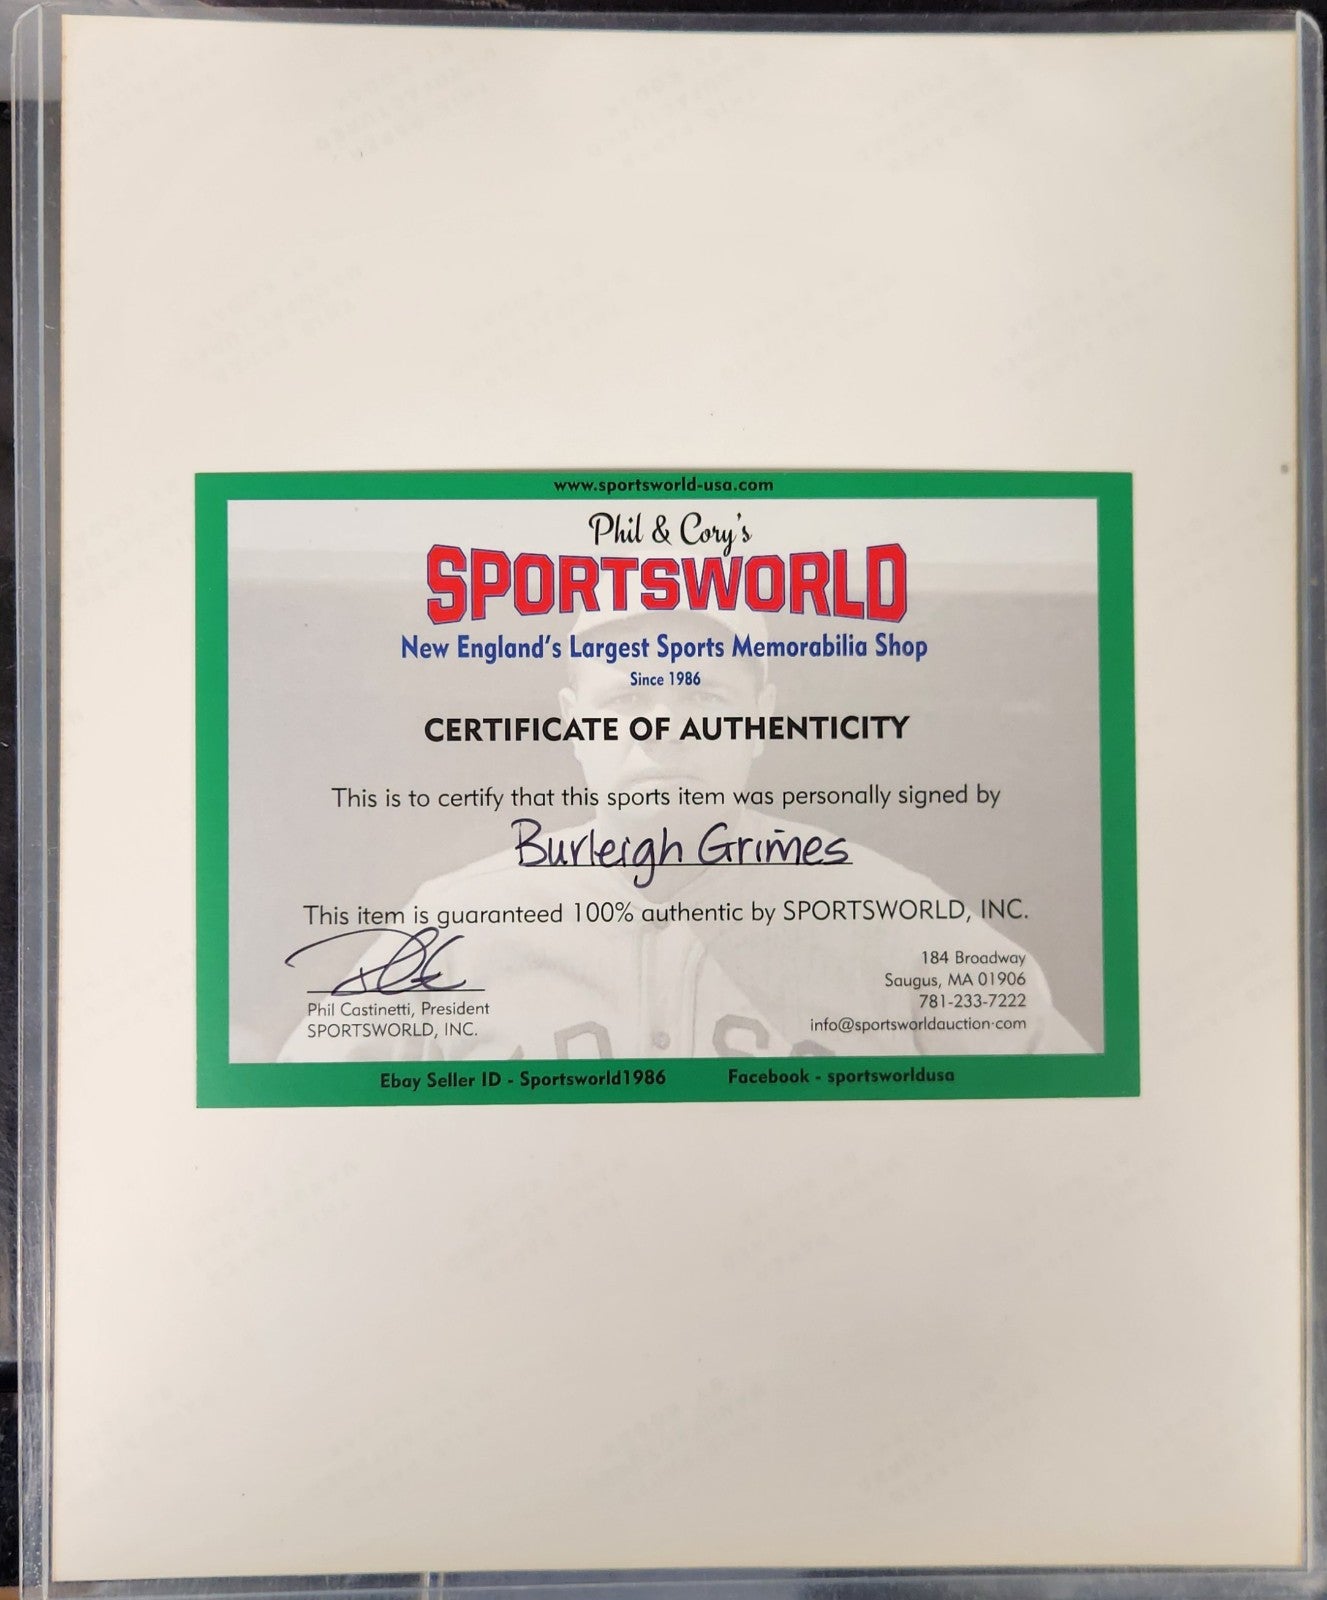 www.sportsworld-usa.com
Phil & Cory's
SPORTSWORLD
New England's Largest Sports Memorabilia Shop
Since 1986
CERTIFICATE OF AUTHENTICITY
This is to certify that this sports item was personally signed by
Burleigh Grimes
This item is guaranteed 100% authentic by SPORTSWORLD, INC.
Phil Castinetti, President
SPORTSWORLD, INC.
184 Broadway
Saugus, MA 01906
781-233-7222
info@sportsworldauction·com
Ebay Seller ID - Sportsworld1986 Facebook - sportsworldusa